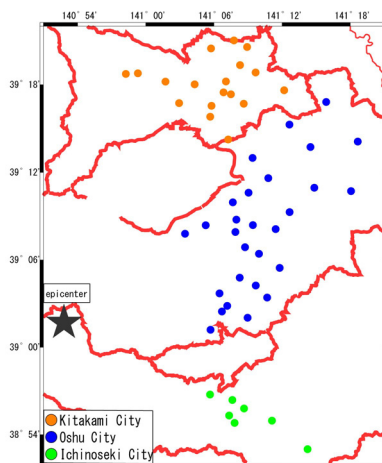 140° 54' 141° 00' 141° 06' 141° 12' 141° 18'
39° 18'
39° 12'
39° 06'
epicenter
39° 00'
38° 54'
Kitakami City
Oshu City
Ichinoseki City